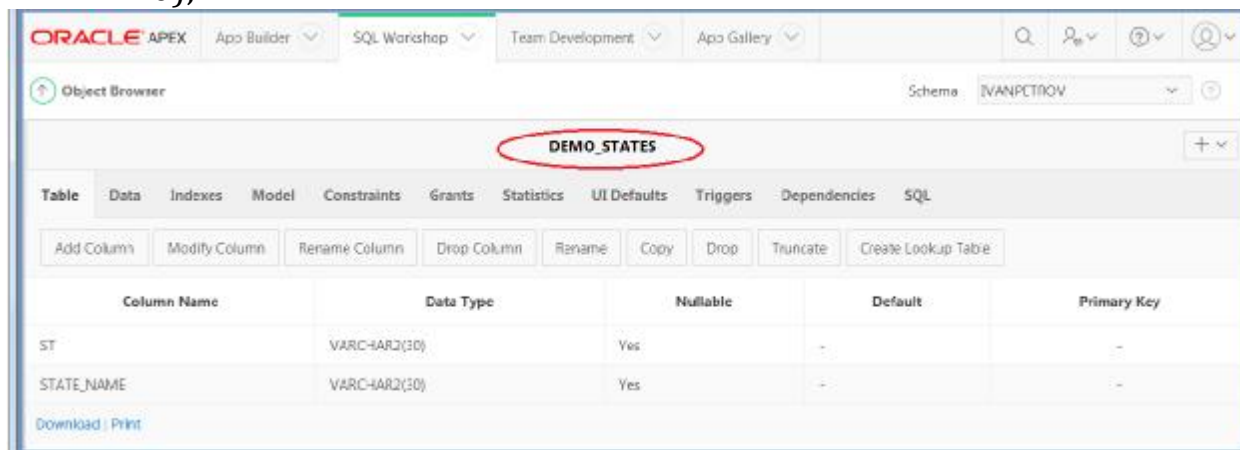 ORACLE APEX App Builder SQL Workshop Team Development App Gallery
Object Browser Schema IVANPETROV
DEMO_STATES
Table Data Indexes Model Constraints Grants Statistics UI Defaults Triggers Dependencies SQL
Add Column Modify Column Rename Column Drop Column Rename Copy Drop Truncate Create Lookup Table
Column Name Data Type Nullable Default Primary Key
ST VARCHAR2(30) Yes - -
STATE_NAME VARCHAR2(30) Yes - -
Download | Print